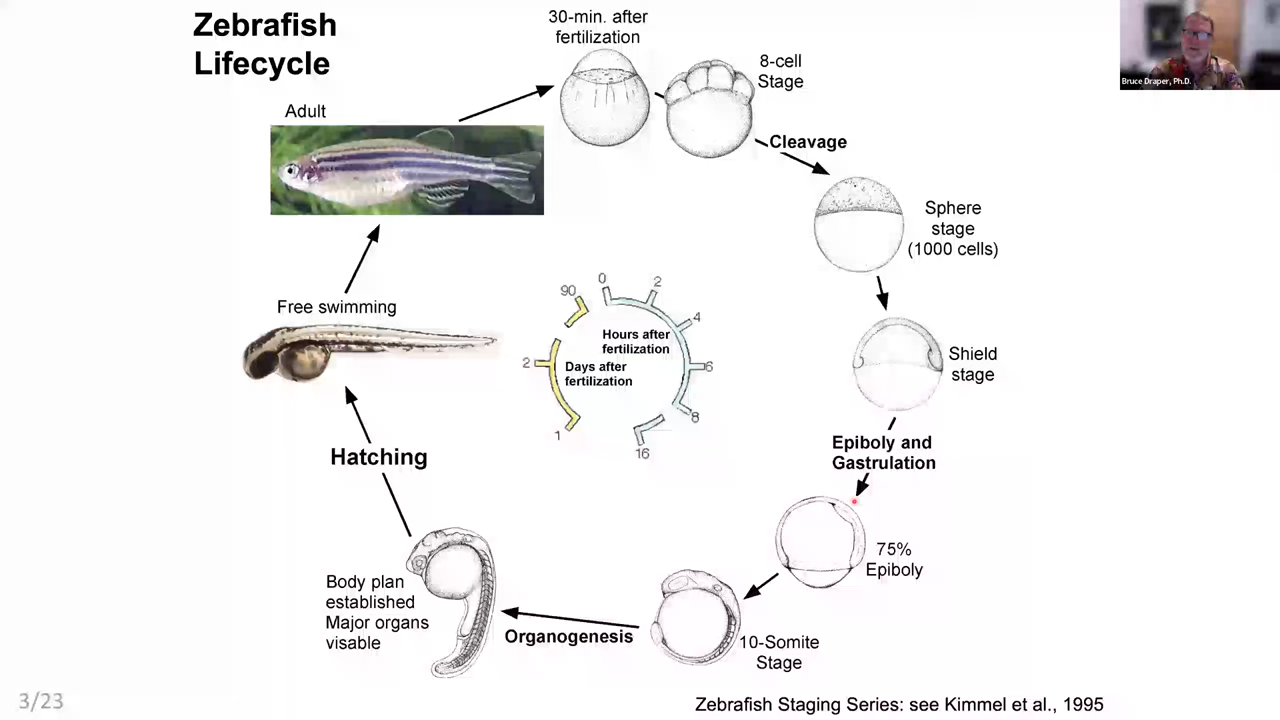 Zebrafish
Lifecycle
30-min. after
fertilization
8-cell
Stage
Bruce Draper, Ph.D.
Adult
Cleavage
Sphere
stage
(1000 cells)
Free swimming
90
0
2
4
6
8
16
Hours after
fertilization
2
1
Days after
fertilization
Shield
stage
Epiboly and
Gastrulation
Hatching
75%
Epiboly
Body plan
established
Major organs
visable
Organogenesis
10-Somite
Stage
3/23
Zebrafish Staging Series: see Kimmel et al., 1995